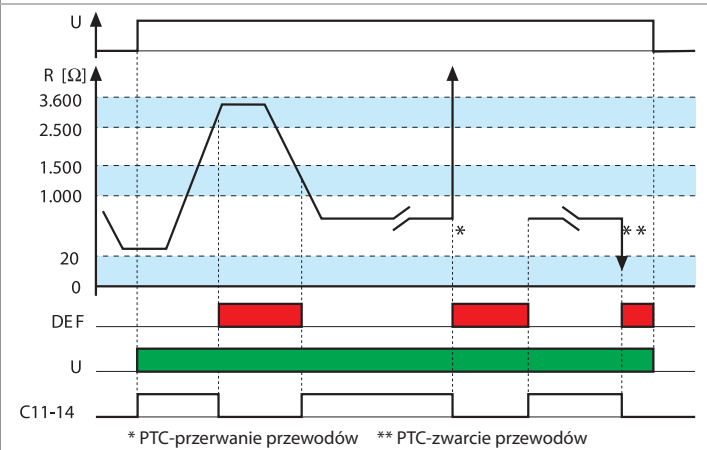 U
R [Ω]
3.600
2.500
1.500
1.000
*
* *
20
0
DEF
U
C11-14
* PTC-przerwanie przewodów ** PTC-zwarcie przewodów